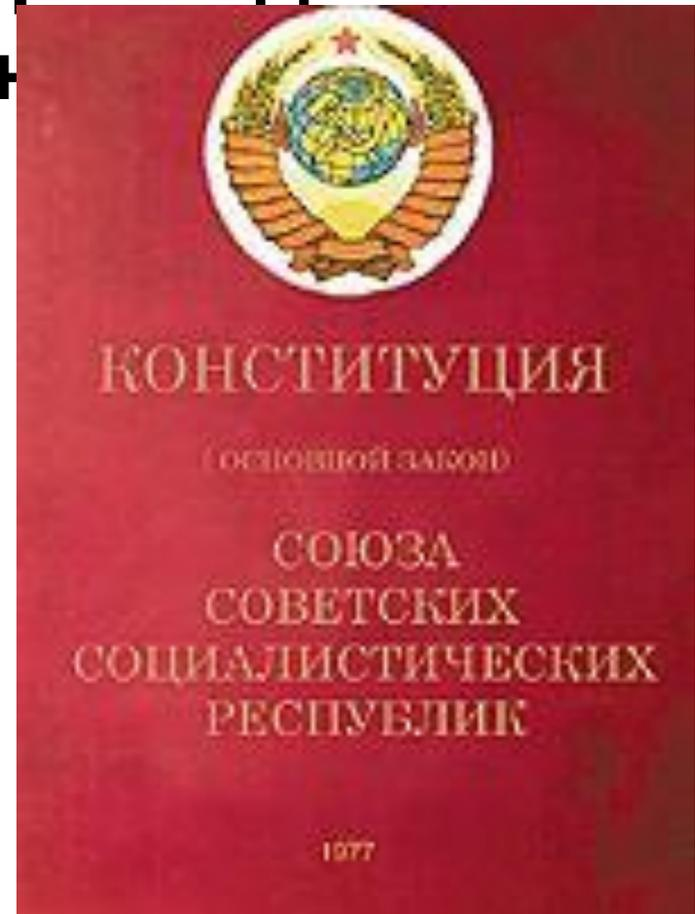 КОНСТИТУЦИЯ
(ОСНОВНОЙ ЗАКОН)
СОЮЗА
СОВЕТСКИХ
СОЦИАЛИСТИЧЕСКИХ
РЕСПУБЛИК
1977